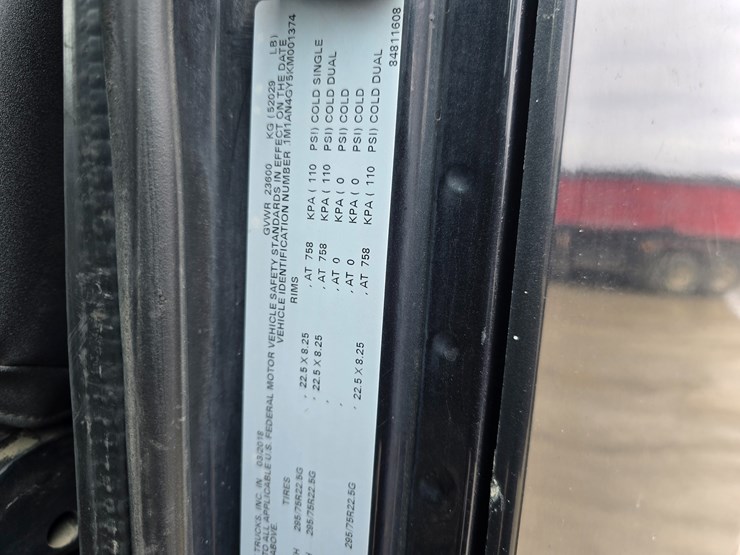 TRUCKS, INC. IN 03/2018 GVWR 23600 KG ( 52029 LB)
TO ALL APPLICABLE U.S. FEDERAL MOTOR VEHICLE SAFETY STANDARDS IN EFFECT ON THE DATE
ABOVE. VEHICLE IDENTIFICATION NUMBER 1M1AN4GY5KM001374
TIRES RIMS
H 295/75R22.5G , 22.5 X 8.25 , AT 758 KPA ( 110 PSI) COLD SINGLE
295/75R22.5G , 22.5 X 8.25 , AT 758 KPA ( 110 PSI) COLD DUAL
, , AT 0 KPA ( 0 PSI) COLD
, AT 0 KPA ( 0 PSI) COLD
295/75R22.5G , 22.5 X 8.25 , AT 758 KPA ( 110 PSI) COLD DUAL
84811608